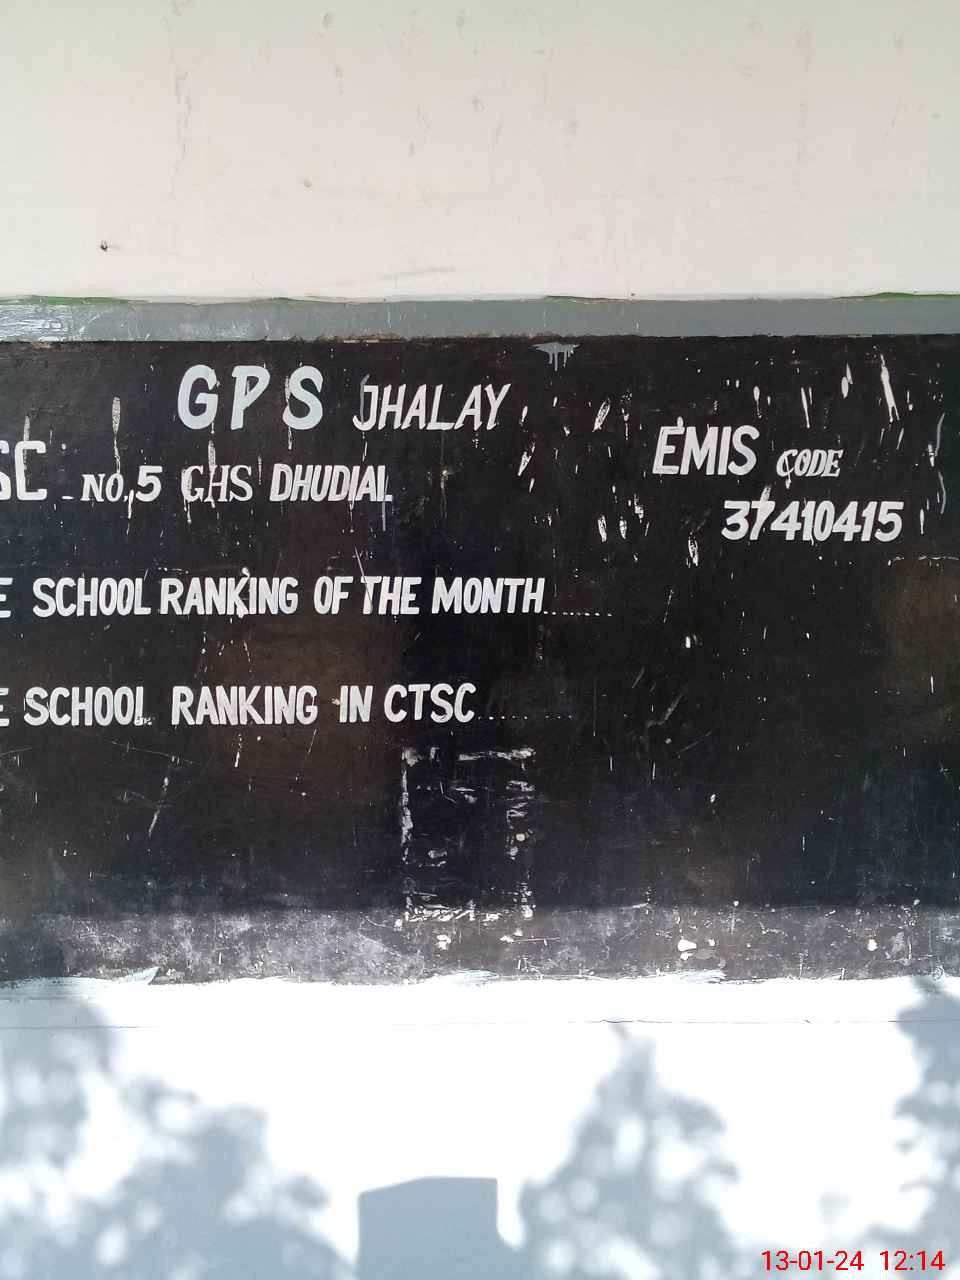 GPS JHALAY
SC - NO.5 GHS DHUDIAL
EMIS CODE
37410415
E SCHOOL RANKING OF THE MONTH.......
E SCHOOL RANKING IN CTSC........
13-01-24 12:14